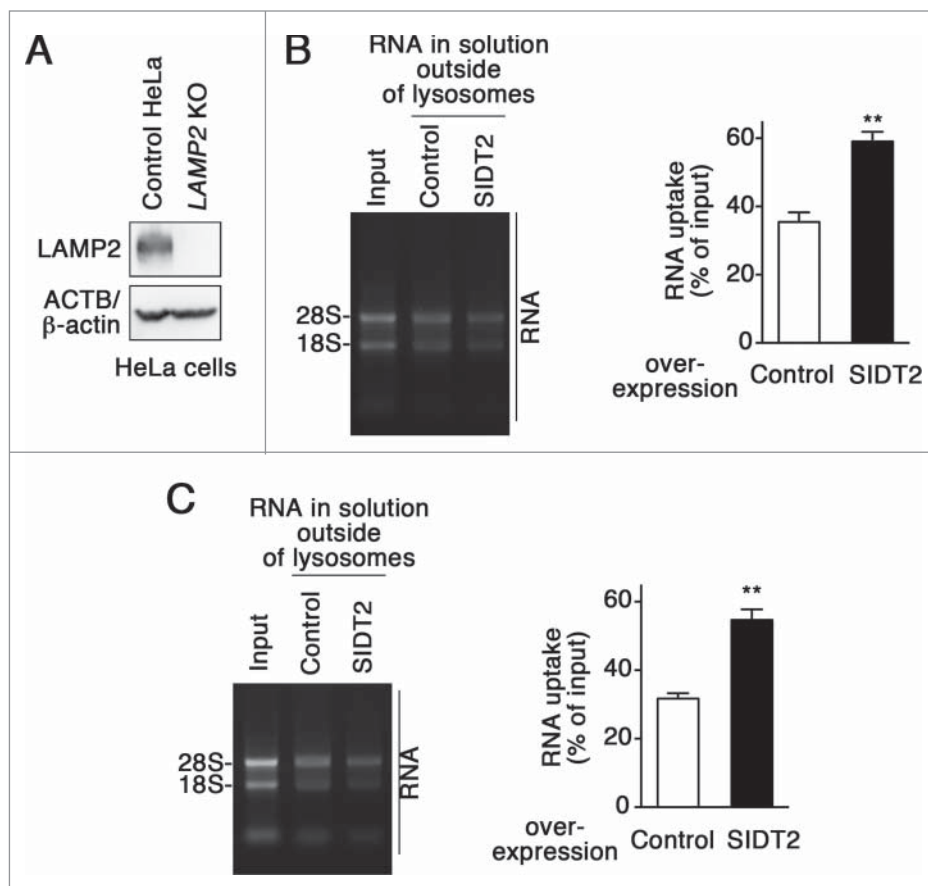 A
Control HeLa
LAMP2 KO
LAMP2
ACTB/
β-actin
HeLa cells
B
RNA in solution
outside
of lysosomes
Input
Control
SIDT2
28S-
18S-
RNA
RNA uptake
(% of input)
60
40
20
0
**
over-
expression
Control
SIDT2
C
RNA in solution
outside
of lysosomes
Input
Control
SIDT2
28S-
18S-
RNA
RNA uptake
(% of input)
60
40
20
0
**
over-
expression
Control
SIDT2